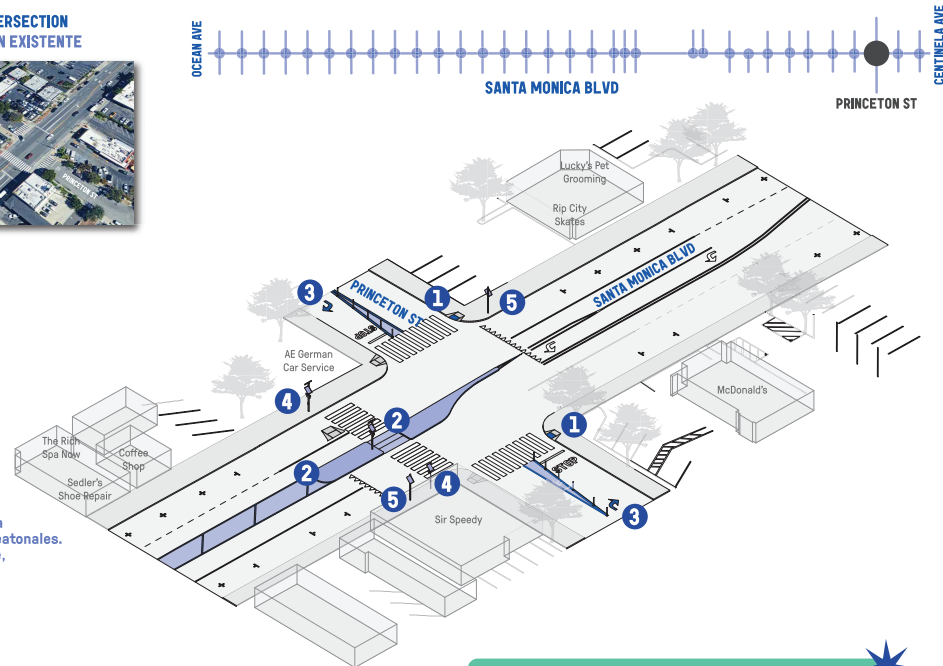 ERSECTION
N EXISTENTE
PRINCETON ST
OCEAN AVE
SANTA MONICA BLVD
PRINCETON ST
CENTINELA AVE
Lucky's Pet
Grooming
Rip City
Skates
SANTA MONICA BLVD
PRINCETON ST
3
1
5
STOP
AE German
Car Service
4
McDonald's
2
1
The Rich
Spa Now
Coffee
Shop
Sedler's
Shoe Repair
2
STOP
4
5
Sir Speedy
3
a
eatonales.
e,